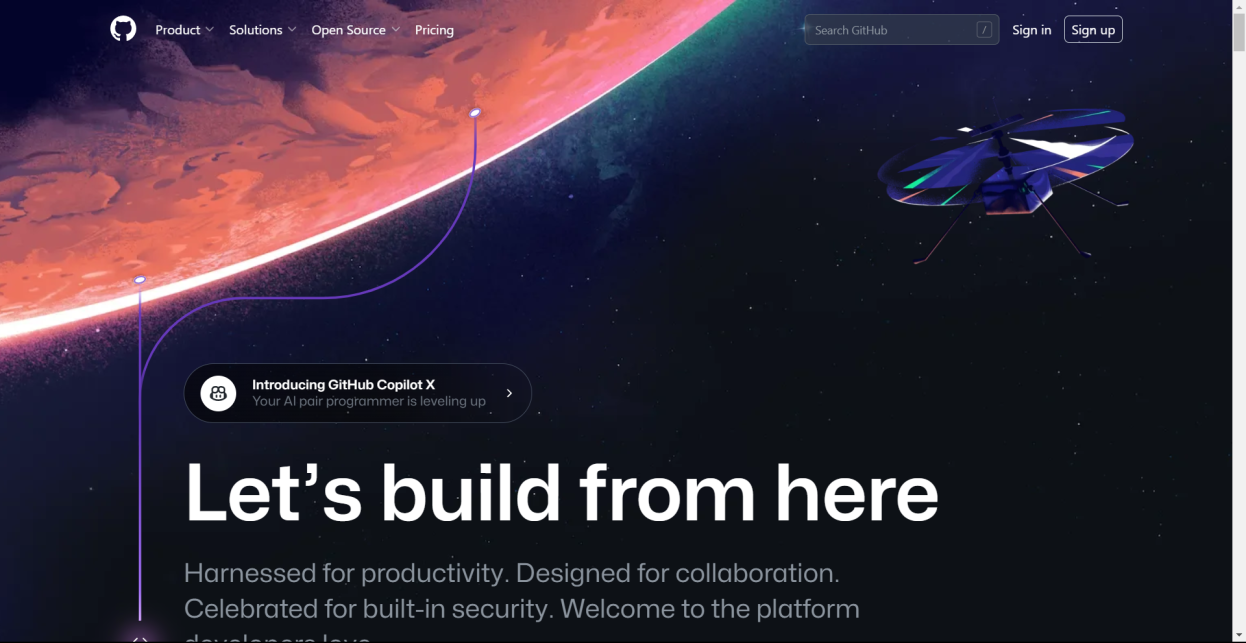 Product
Solutions
Open Source
Pricing
Search GitHub
/
Sign in
Sign up
Introducing GitHub Copilot X
Your AI pair programmer is leveling up
Let's build from here
Harnessed for productivity. Designed for collaboration.
Celebrated for built-in security. Welcome to the platform
developers love.